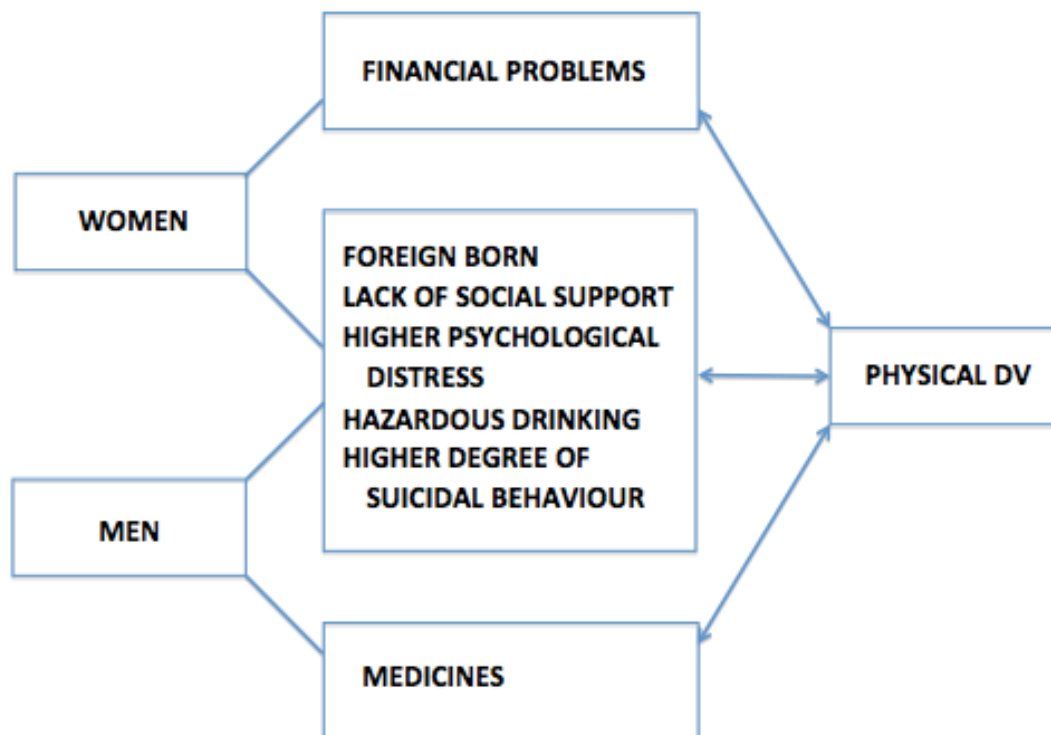 FINANCIAL PROBLEMS
WOMEN
FOREIGN BORN
LACK OF SOCIAL SUPPORT
HIGHER PSYCHOLOGICAL
DISTRESS
HAZARDOUS DRINKING
HIGHER DEGREE OF
SUICIDAL BEHAVIOUR
PHYSICAL DV
MEN
MEDICINES